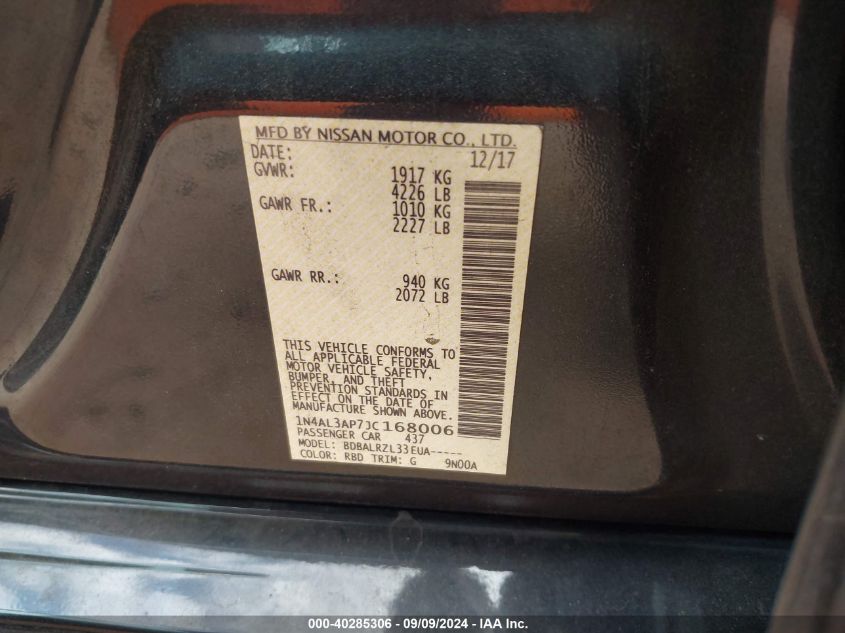 MFD BY NISSAN MOTOR CO., LTD.
DATE: 12/17
GVWR: 1917 KG
4226 LB
GAWR FR.: 1010 KG
2227 LB
GAWR RR.: 940 KG
2072 LB
THIS VEHICLE CONFORMS TO
ALL APPLICABLE FEDERAL
MOTOR VEHICLE SAFETY,
BUMPER, AND THEFT
PREVENTION STANDARDS IN
EFFECT ON THE DATE OF
MANUFACTURE SHOWN ABOVE.
1N4AL3AP7JC168006
PASSENGER CAR 437
MODEL: BDBALRZL33EUA-----
COLOR: RBD TRIM: G 9N00A
000-40285306 - 09/09/2024 - IAA Inc.